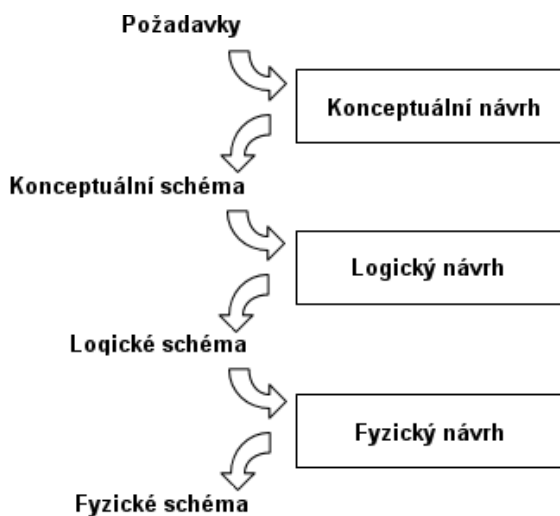 Požadavky
Konceptuální návrh
Konceptuální schéma
Logický návrh
Logické schéma
Fyzický návrh
Fyzické schéma